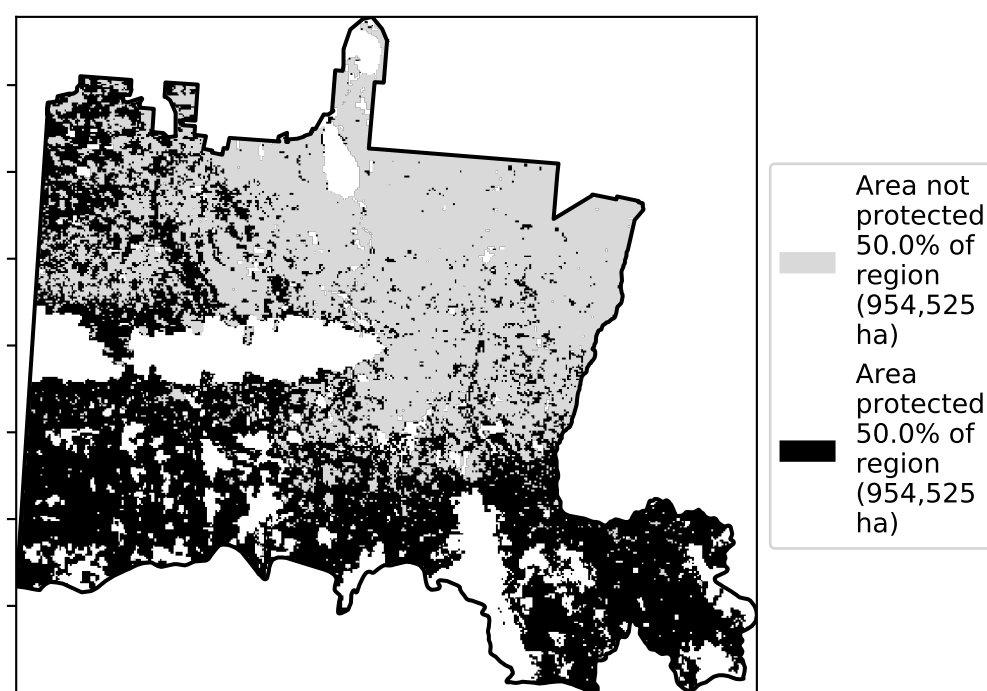 Area not
protected
50.0% of
region
(954,525
ha)
Area
protected
50.0% of
region
(954,525
ha)